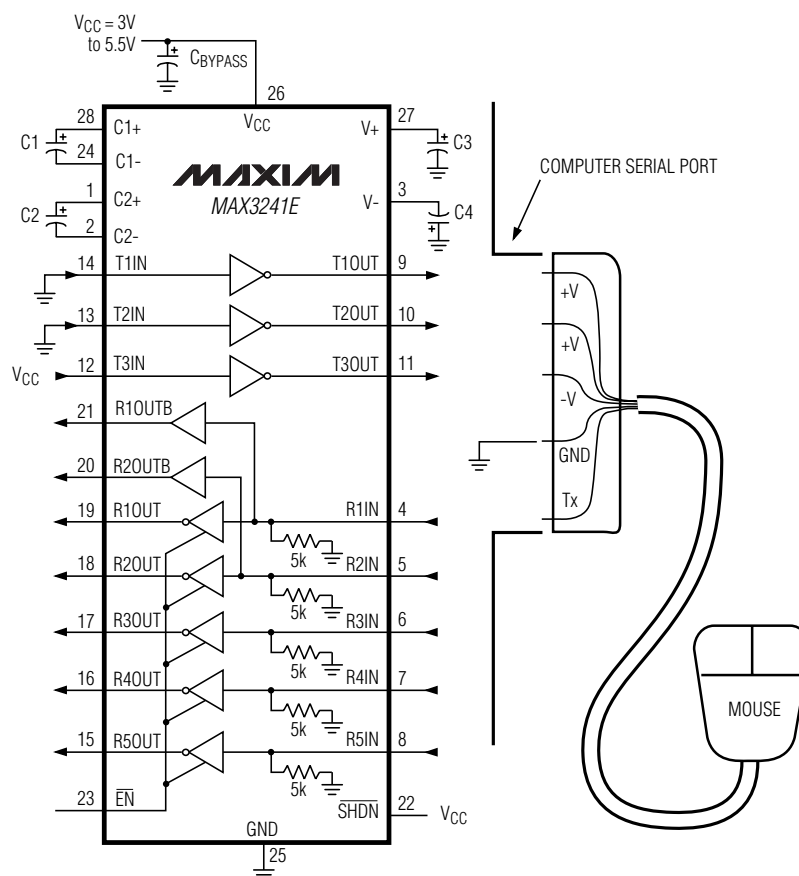 VCC = 3V
to 5.5V
CBYPASS
26
28
C1+
VCC
V+
27
C1
C3
24
C1-
MAXIM
COMPUTER SERIAL PORT
1
C2+
MAX3241E
V-
3
C2
C4
2
C2-
14 T1IN T1OUT 9
+V
13 T2IN T2OUT 10
+V
VCC 12 T3IN T3OUT 11
-V
21 R1OUTB
GND
20 R2OUTB
Tx
19 R1OUT R1IN 4
5k
18 R2OUT R2IN 5
5k
17 R3OUT R3IN 6
5k
16 R4OUT R4IN 7
5k
MOUSE
15 R5OUT R5IN 8
5k
23 EN SHDN 22 VCC
GND
25